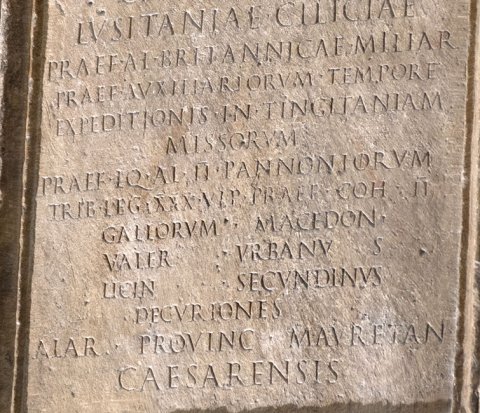 LVSITANIAE CILICIAE
PRAEF·AL·BRITANNICAE·MILIAR
PRAEF·AVXILIARIORVM·TEMPORE
EXPEDITIONIS·IN·TINGITANIAM
MISSORVM
PRAEF·EQ·AL·II·PANNONIORVM
TRIB·LEG·XXX·VLP·PRAEF·COH·II
GALLORVM · MACEDON·
VALER · VRBANV S
LICIN SECVNDINVS
DECVRIONES
ALAR · PROVINC · MAVRETAN
CAESARENSIS